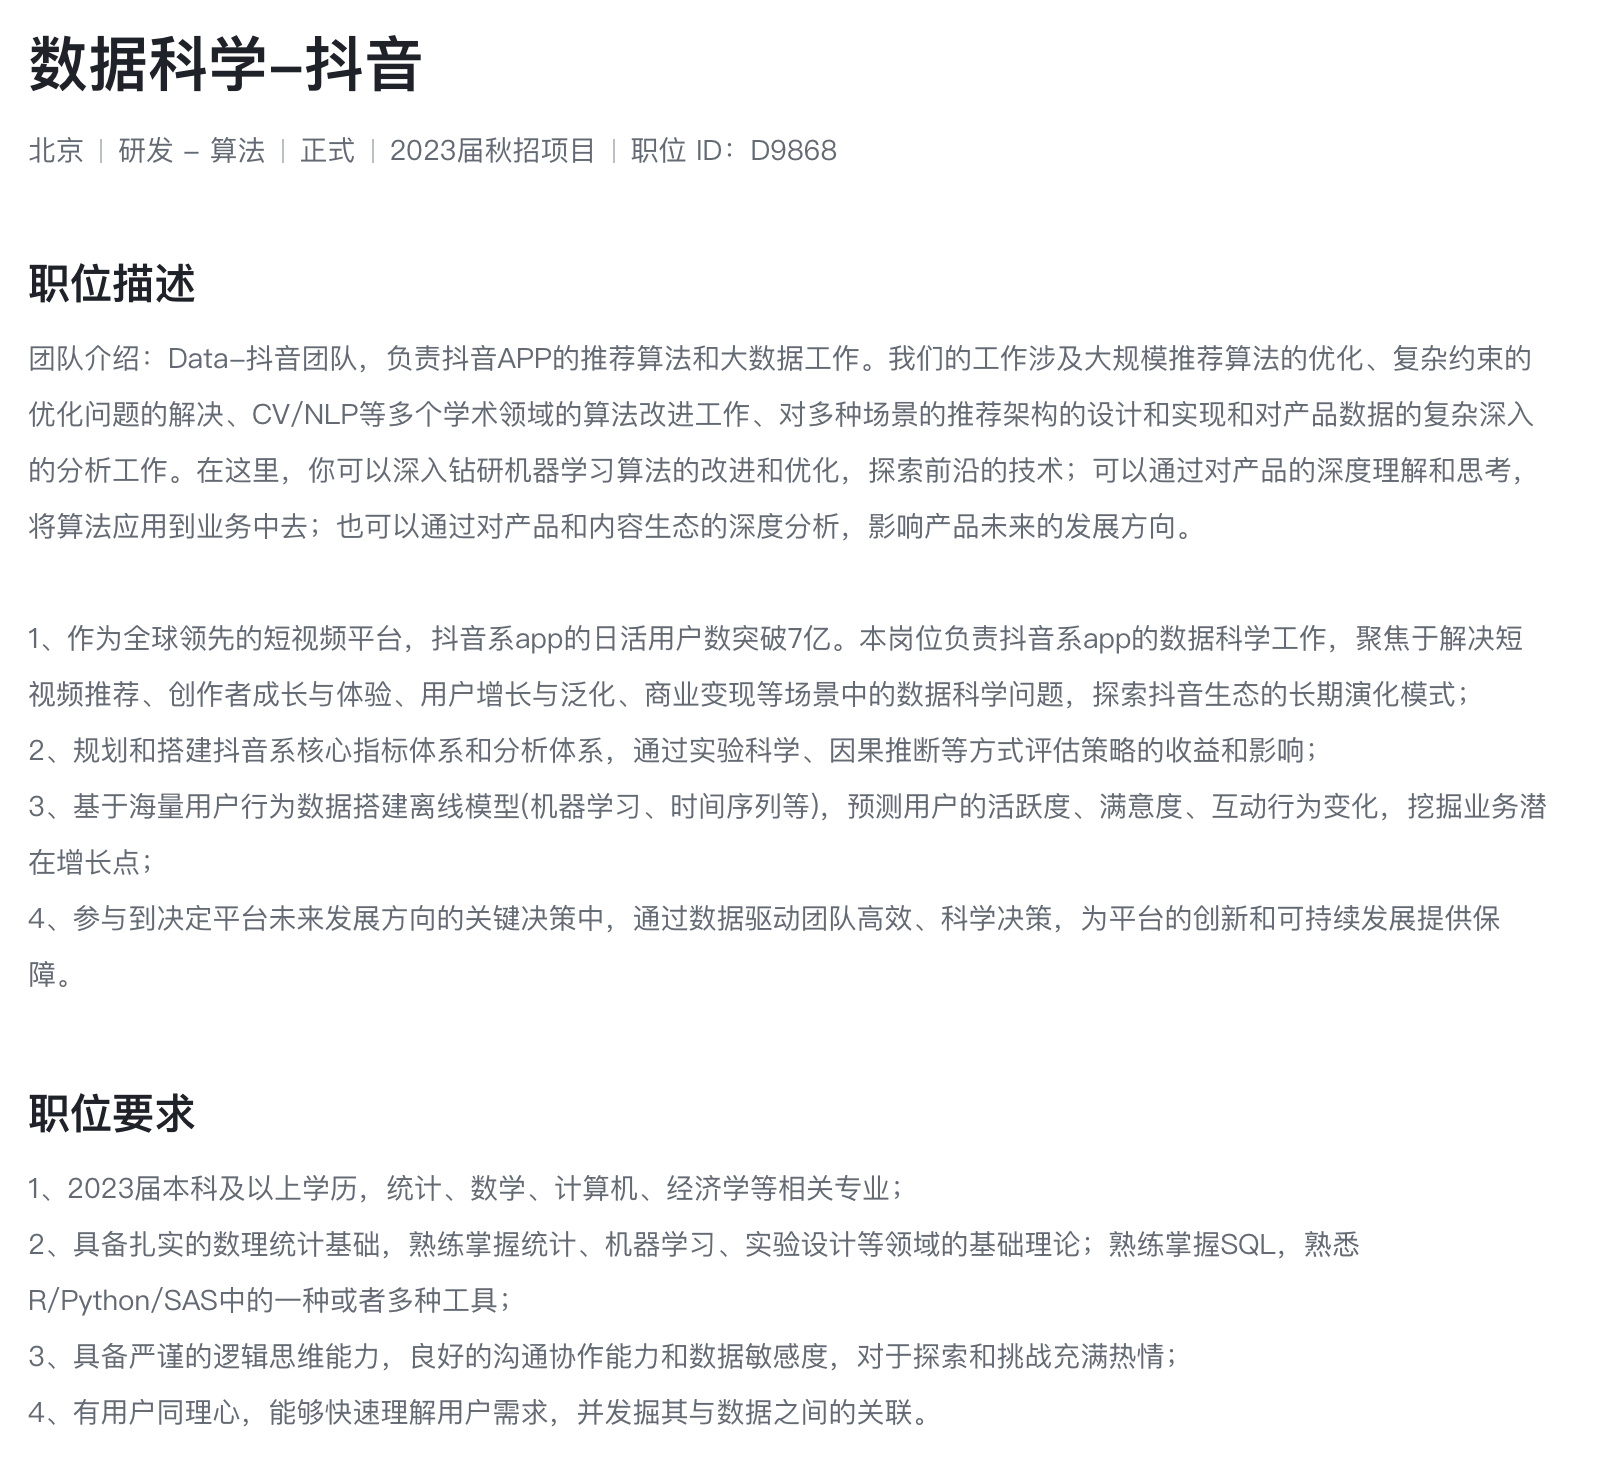 数据科学-抖音
北京 | 研发 - 算法 | 正式 | 2023届秋招项目 | 职位 ID：D9868
职位描述
团队介绍：Data-抖音团队，负责抖音APP的推荐算法和大数据工作。我们的工作涉及大规模推荐算法的优化、复杂约束的
优化问题的解决、CV/NLP等多个学术领域的算法改进工作、对多种场景的推荐架构的设计和实现和对产品数据的复杂深入
的分析工作。在这里，你可以深入钻研机器学习算法的改进和优化，探索前沿的技术；可以通过对产品的深度理解和思考，
将算法应用到业务中去；也可以通过对产品和内容生态的深度分析，影响产品未来的发展方向。
1、作为全球领先的短视频平台，抖音系app的日活用户数突破7亿。本岗位负责抖音系app的数据科学工作，聚焦于解决短
视频推荐、创作者成长与体验、用户增长与泛化、商业变现等场景中的数据科学问题，探索抖音生态的长期演化模式；
2、规划和搭建抖音系核心指标体系和分析体系，通过实验科学、因果推断等方式评估策略的收益和影响；
3、基于海量用户行为数据搭建离线模型(机器学习、时间序列等)，预测用户的活跃度、满意度、互动行为变化，挖掘业务潜
在增长点；
4、参与到决定平台未来发展方向的关键决策中，通过数据驱动团队高效、科学决策，为平台的创新和可持续发展提供保
障。
职位要求
1、2023届本科及以上学历，统计、数学、计算机、经济学等相关专业；
2、具备扎实的数理统计基础，熟练掌握统计、机器学习、实验设计等领域的基础理论；熟练掌握SQL，熟悉
R/Python/SAS中的一种或者多种工具；
3、具备严谨的逻辑思维能力，良好的沟通协作能力和数据敏感度，对于探索和挑战充满热情；
4、有用户同理心，能够快速理解用户需求，并发掘其与数据之间的关联。